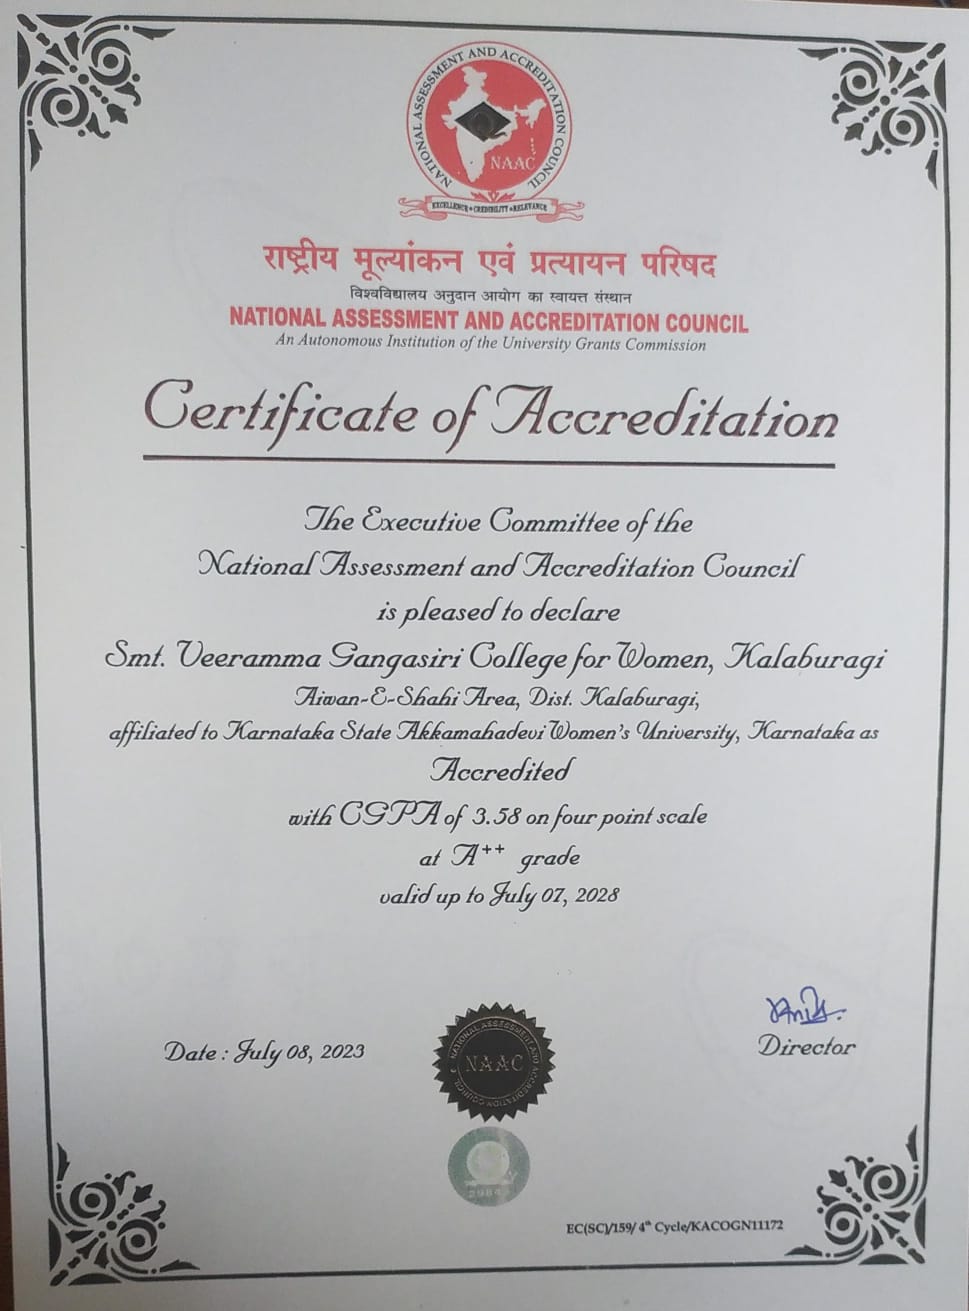 NATIONAL ASSESSMENT AND ACCREDITATION COUNCIL
NAAC
EXCELLENCE • CREDIBILITY • RELEVANCE
राष्ट्रीय मूल्यांकन एवं प्रत्यायन परिषद
विश्वविद्यालय अनुदान आयोग का स्वायत्त संस्थान
NATIONAL ASSESSMENT AND ACCREDITATION COUNCIL
An Autonomous Institution of the University Grants Commission
Certificate of Accreditation
The Executive Committee of the
National Assessment and Accreditation Council
is pleased to declare
Smt. Veeramma Gangasiri College for Women, Kalaburagi
Aiwan-E-Shahi Area, Dist. Kalaburagi,
affiliated to Karnataka State Akkamahadevi Women's University, Karnataka as
Accredited
with CGPA of 3.58 on four point scale
at A++ grade
valid up to July 07, 2028
Date : July 08, 2023
NATIONAL ASSESSMENT AND ACCREDITATION COUNCIL
NAAC
Director
EC(SC)/159/ 4th Cycle/KACOGN11172